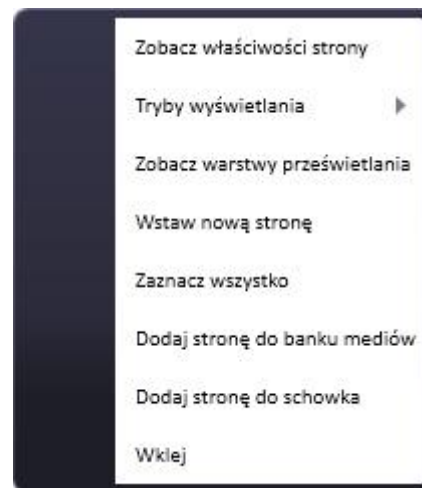 Zobacz właściwości strony
Tryby wyświetlania
Zobacz warstwy prześwietlania
Wstaw nową stronę
Zaznacz wszystko
Dodaj stronę do banku mediów
Dodaj stronę do schowka
Wklej